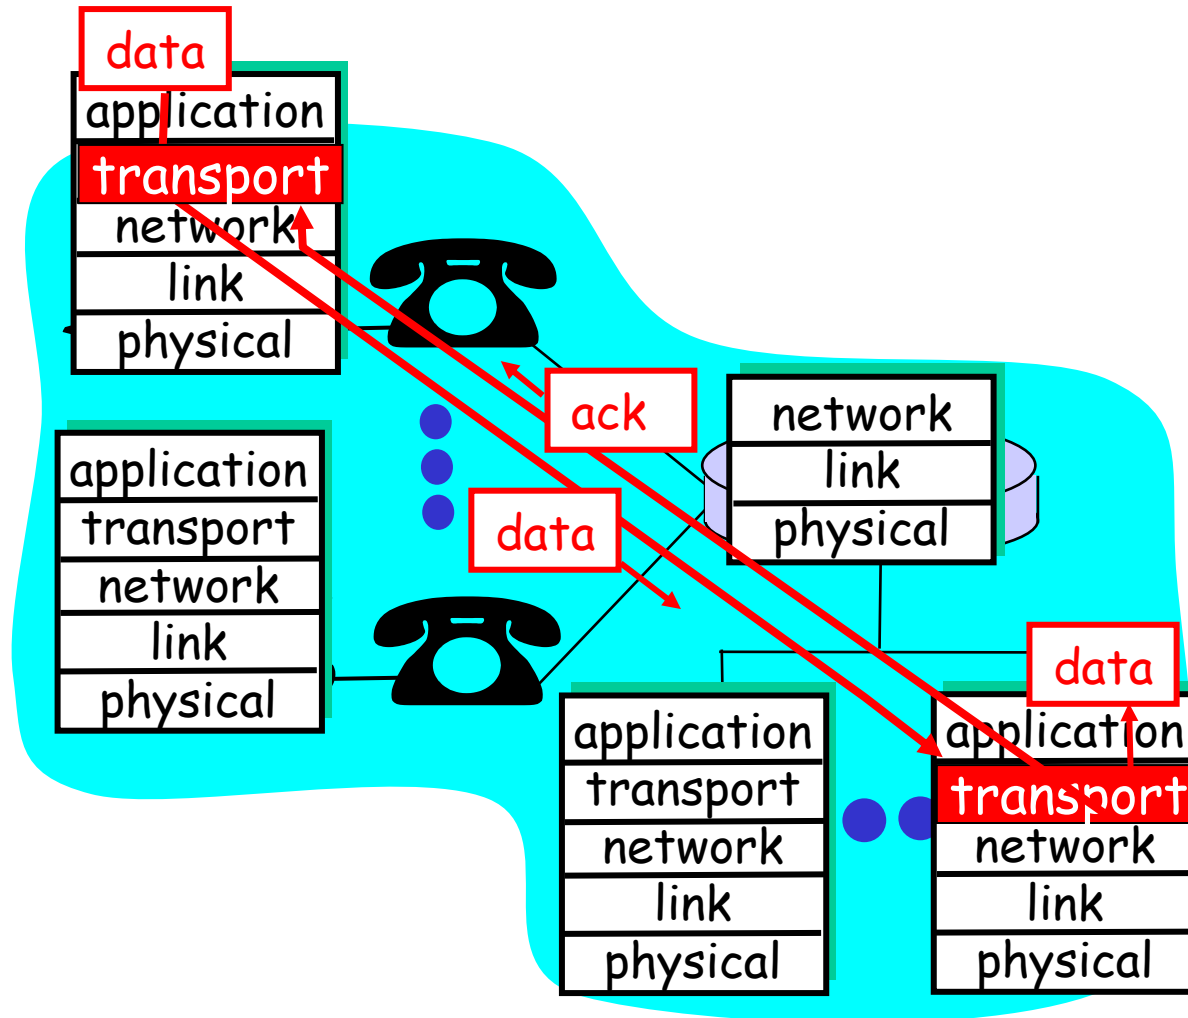 data
application
transport
network
link
physical
ack
network
link
physical
application
transport
network
link
physical
data
data
application
transport
network
link
physical
application
transport
network
link
physical